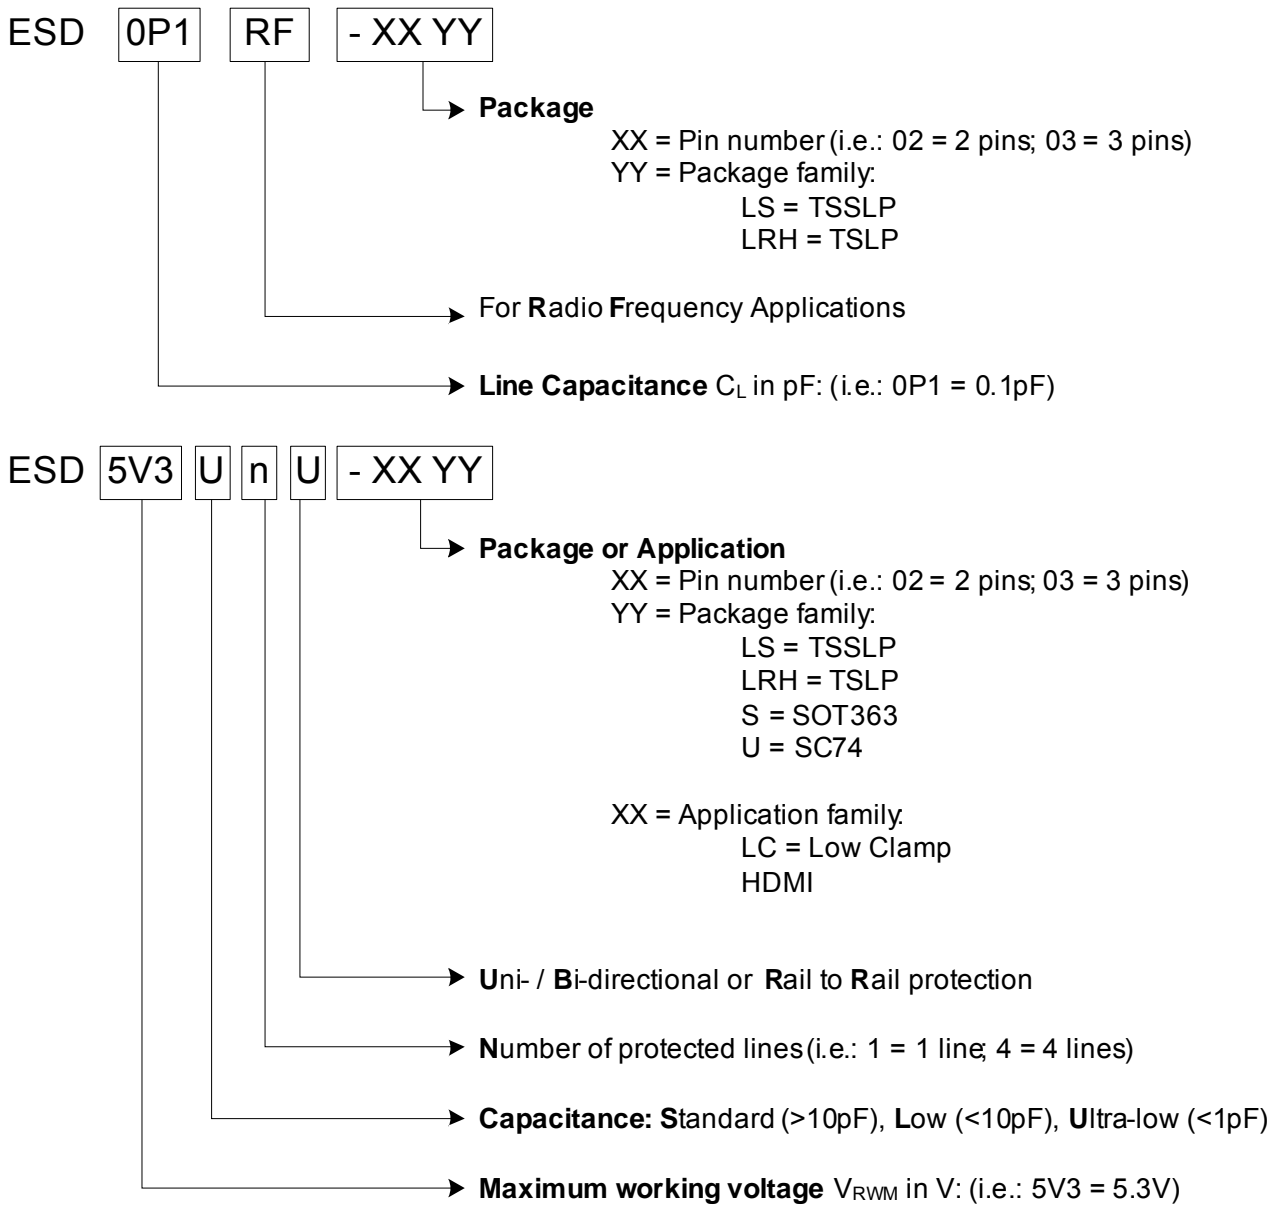 ESD 0P1 RF - XX YY
Package
XX = Pin number (i.e.: 02 = 2 pins; 03 = 3 pins)
YY = Package family:
LS = TSSLP
LRH = TSLP
For Radio Frequency Applications
Line Capacitance CL in pF: (i.e.: 0P1 = 0.1pF)
ESD 5V3 U n U - XX YY
Package or Application
XX = Pin number (i.e.: 02 = 2 pins; 03 = 3 pins)
YY = Package family:
LS = TSSLP
LRH = TSLP
S = SOT363
U = SC74
XX = Application family:
LC = Low Clamp
HDMI
Uni- / Bi-directional or Rail to Rail protection
Number of protected lines (i.e.: 1 = 1 line; 4 = 4 lines)
Capacitance: Standard (>10pF), Low (<10pF), Ultra-low (<1pF)
Maximum working voltage VRWM in V: (i.e.: 5V3 = 5.3V)